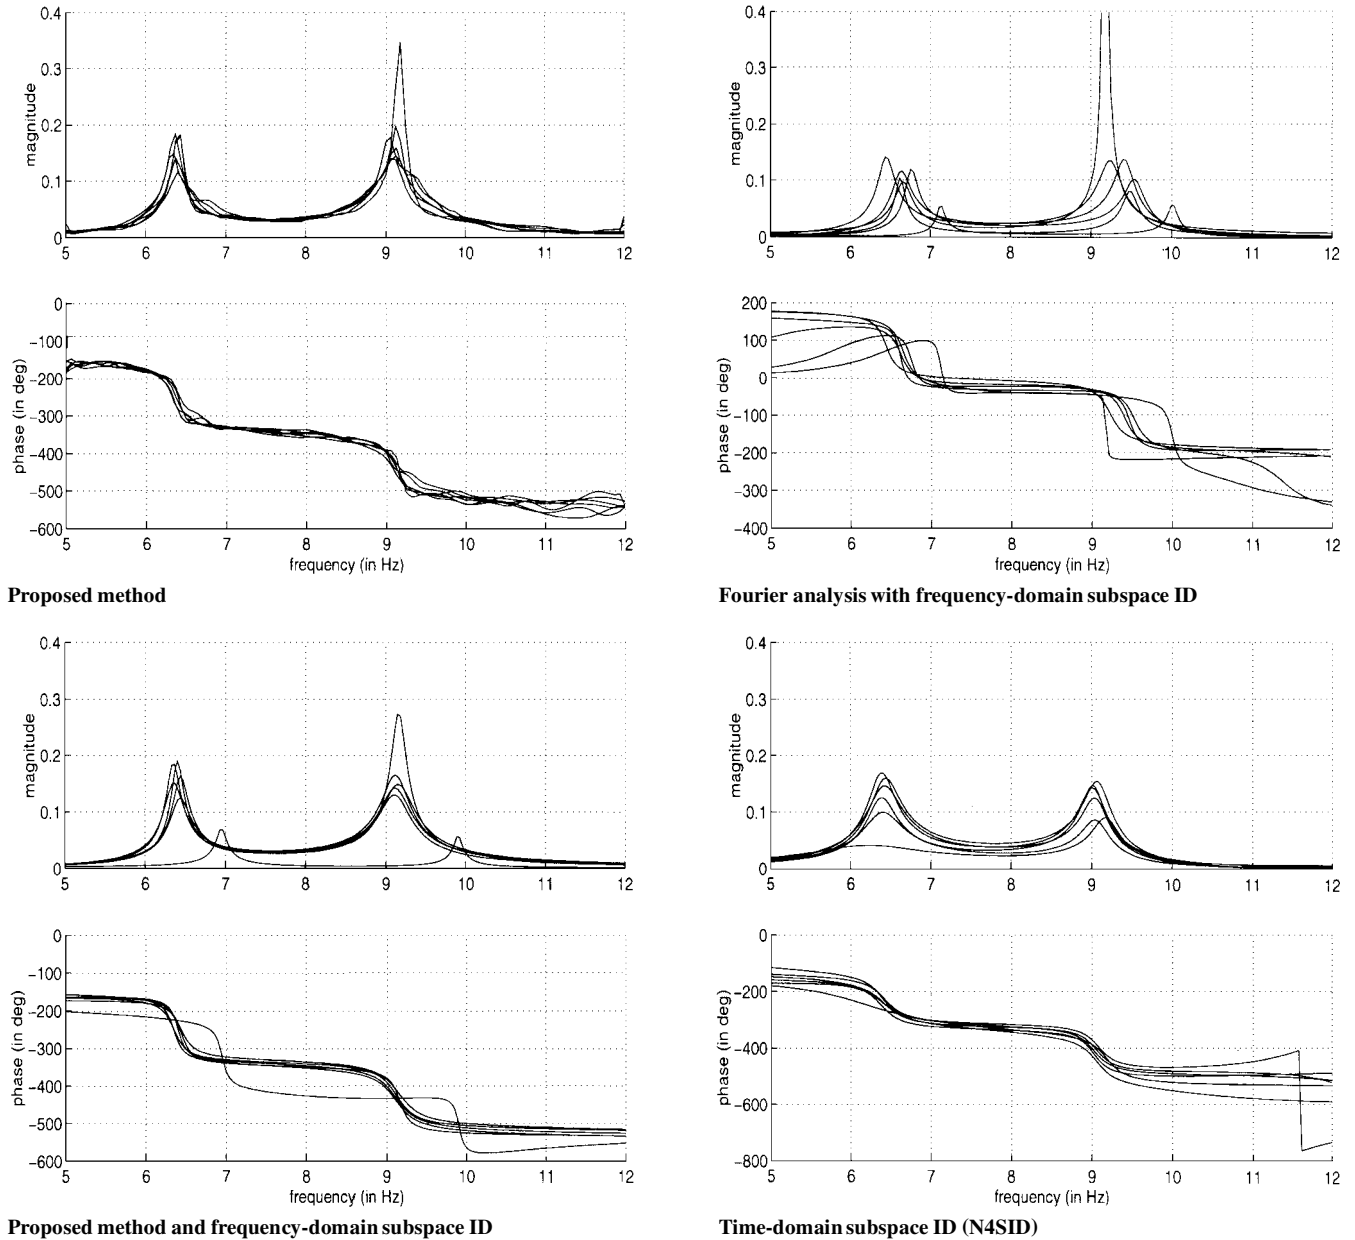 0.4
0.3
0.2
0.1
0
magnitude
5 6 7 8 9 10 11 12
0
−100
−200
−300
−400
−500
−600
phase (in deg)
5 6 7 8 9 10 11 12
frequency (in Hz)
Proposed method
0.4
0.3
0.2
0.1
0
magnitude
5 6 7 8 9 10 11 12
200
100
0
−100
−200
−300
−400
phase (in deg)
5 6 7 8 9 10 11 12
frequency (in Hz)
Fourier analysis with frequency-domain subspace ID
0.4
0.3
0.2
0.1
0
magnitude
5 6 7 8 9 10 11 12
0
−100
−200
−300
−400
−500
−600
phase (in deg)
5 6 7 8 9 10 11 12
frequency (in Hz)
Proposed method and frequency-domain subspace ID
0.4
0.3
0.2
0.1
0
magnitude
5 6 7 8 9 10 11 12
0
−200
−400
−600
−800
phase (in deg)
5 6 7 8 9 10 11 12
frequency (in Hz)
Time-domain subspace ID (N4SID)